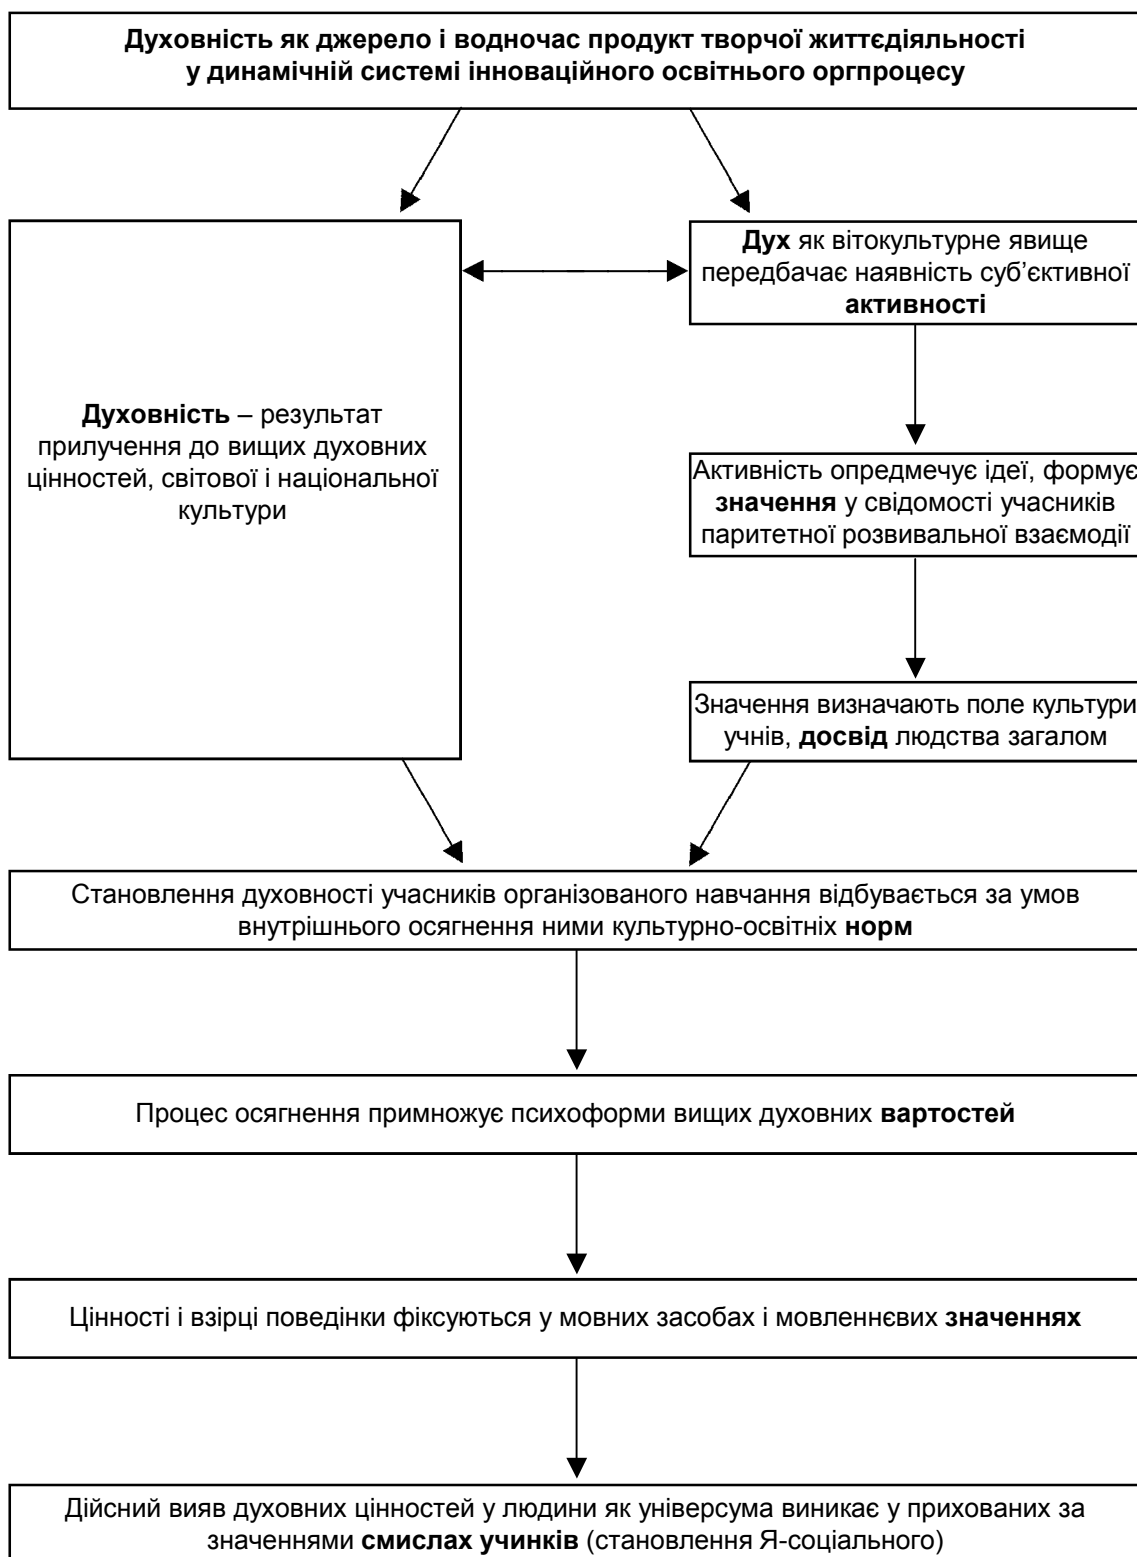 Духовність як джерело і водночас продукт творчої життєдіяльності
у динамічній системі інноваційного освітнього оргпроцесу
Духовність – результат
прилучення до вищих духовних
цінностей, світової і національної
культури
Дух як вітокультурне явище
передбачає наявність суб’єктивної
активності
Активність опредмечує ідеї, формує
значення у свідомості учасників
паритетної розвивальної взаємодії
Значення визначають поле культури
учнів, досвід людства загалом
Становлення духовності учасників організованого навчання відбувається за умов
внутрішнього осягнення ними культурно-освітніх норм
Процес осягнення примножує психоформи вищих духовних вартостей
Цінності і взірці поведінки фіксуються у мовних засобах і мовленнєвих значеннях
Дійсний вияв духовних цінностей у людини як універсума виникає у прихованих за
значеннями смислах учинків (становлення Я-соціального)